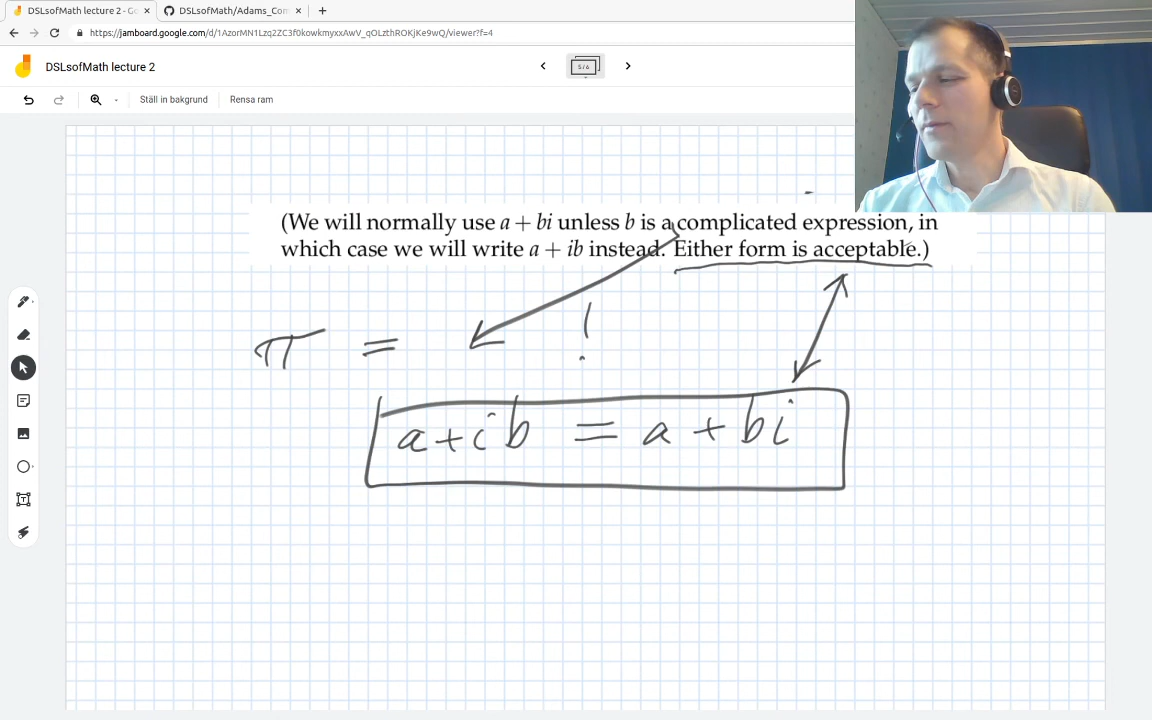 DSLsofMath lecture 2 - Go
DSLsofMath/Adams_Com
https://jamboard.google.com/d/1AzorMN1Lzq2ZC3f0kowkmyxxAwV_qOLzthROKjKe9wQ/viewer?f=4
DSLsofMath lecture 2
5/6
Ställ in bakgrund
Rensa ram
(We will normally use a + bi unless b is a complicated expression, in
which case we will write a + ib instead. Either form is acceptable.)
π = !
a+ib = a + bi